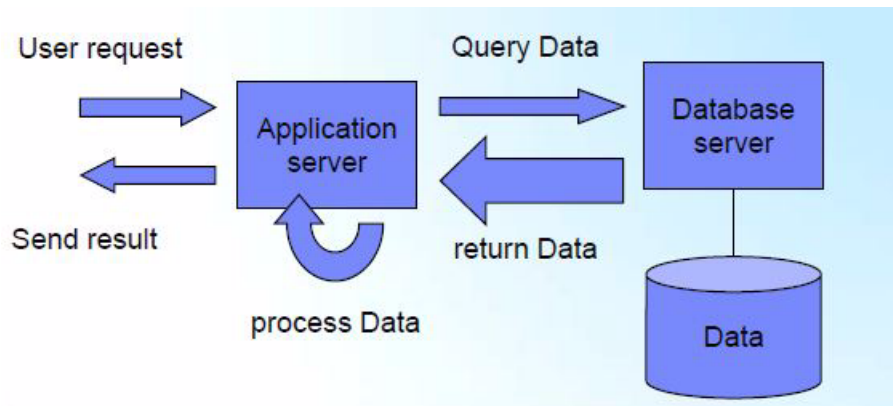 User request
Query Data
Application
server
Database
server
Send result
return Data
process Data
Data